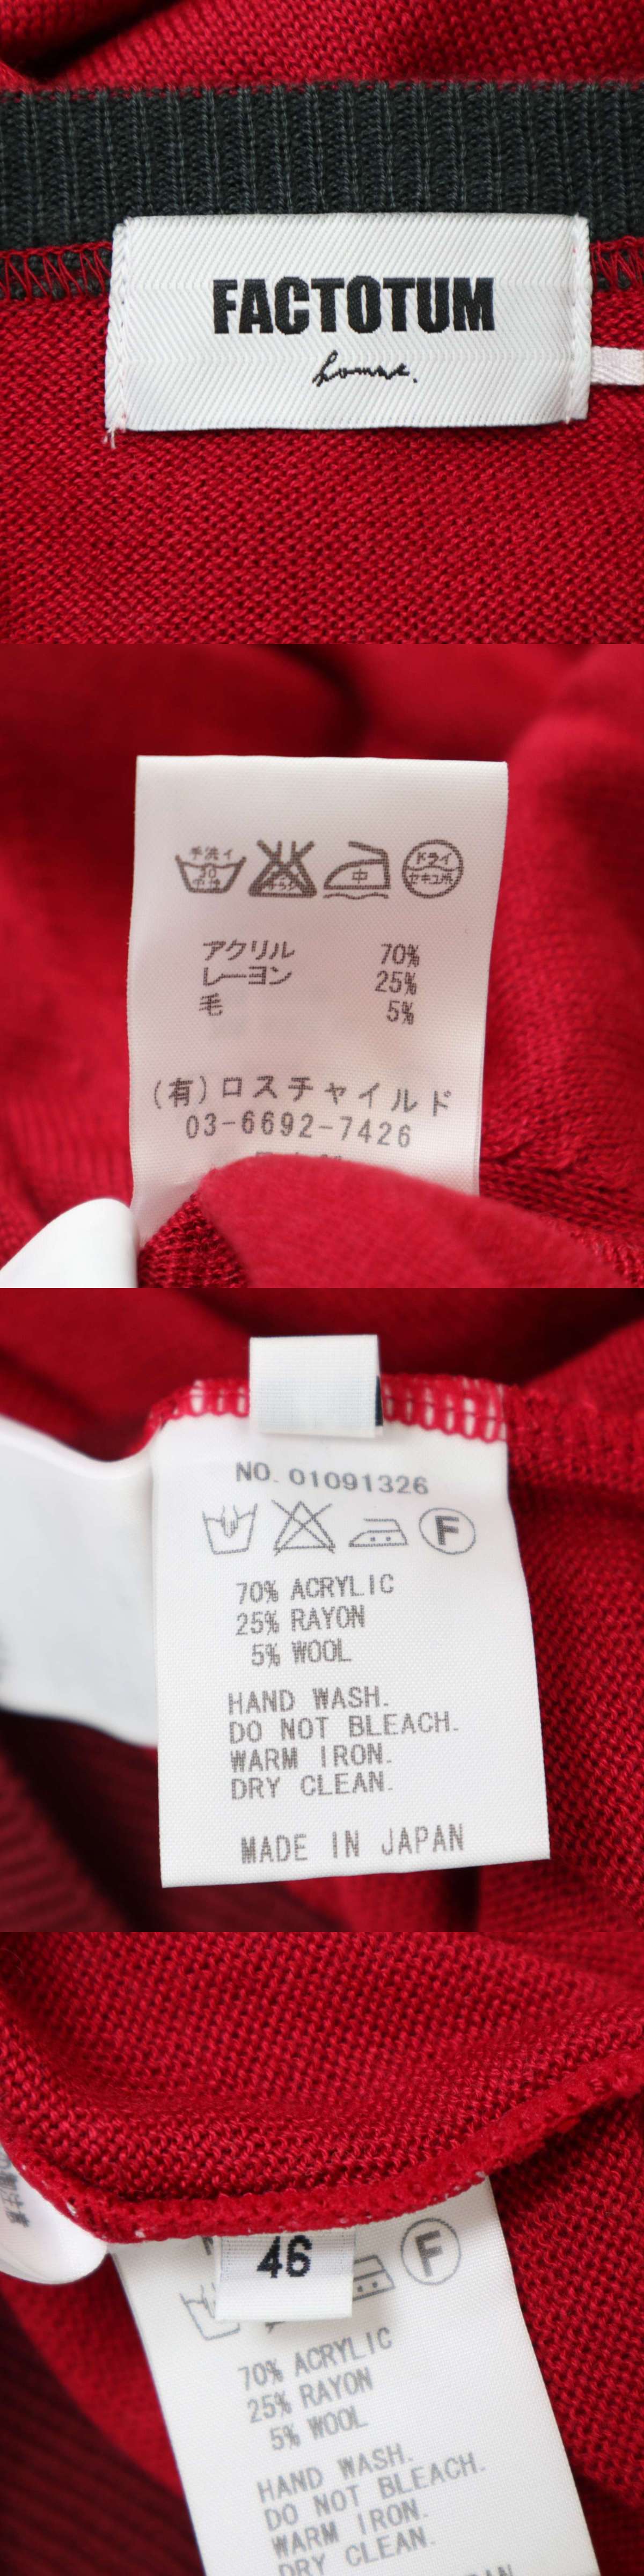 FACTOTUM
homme.
手洗イ
30
中性
中
ドライ
セキユ系
アクリル 70%
レーヨン 25%
毛 5%
(有)ロスチャイルド
03-6692-7426
NO. 01091326
F
70% ACRYLIC
25% RAYON
5% WOOL
HAND WASH.
DO NOT BLEACH.
WARM IRON.
DRY CLEAN.
MADE IN JAPAN
46
F
70% ACRYLIC
25% RAYON
5% WOOL
HAND WASH.
DO NOT BLEACH.
WARM IRON.
DRY CLEAN.